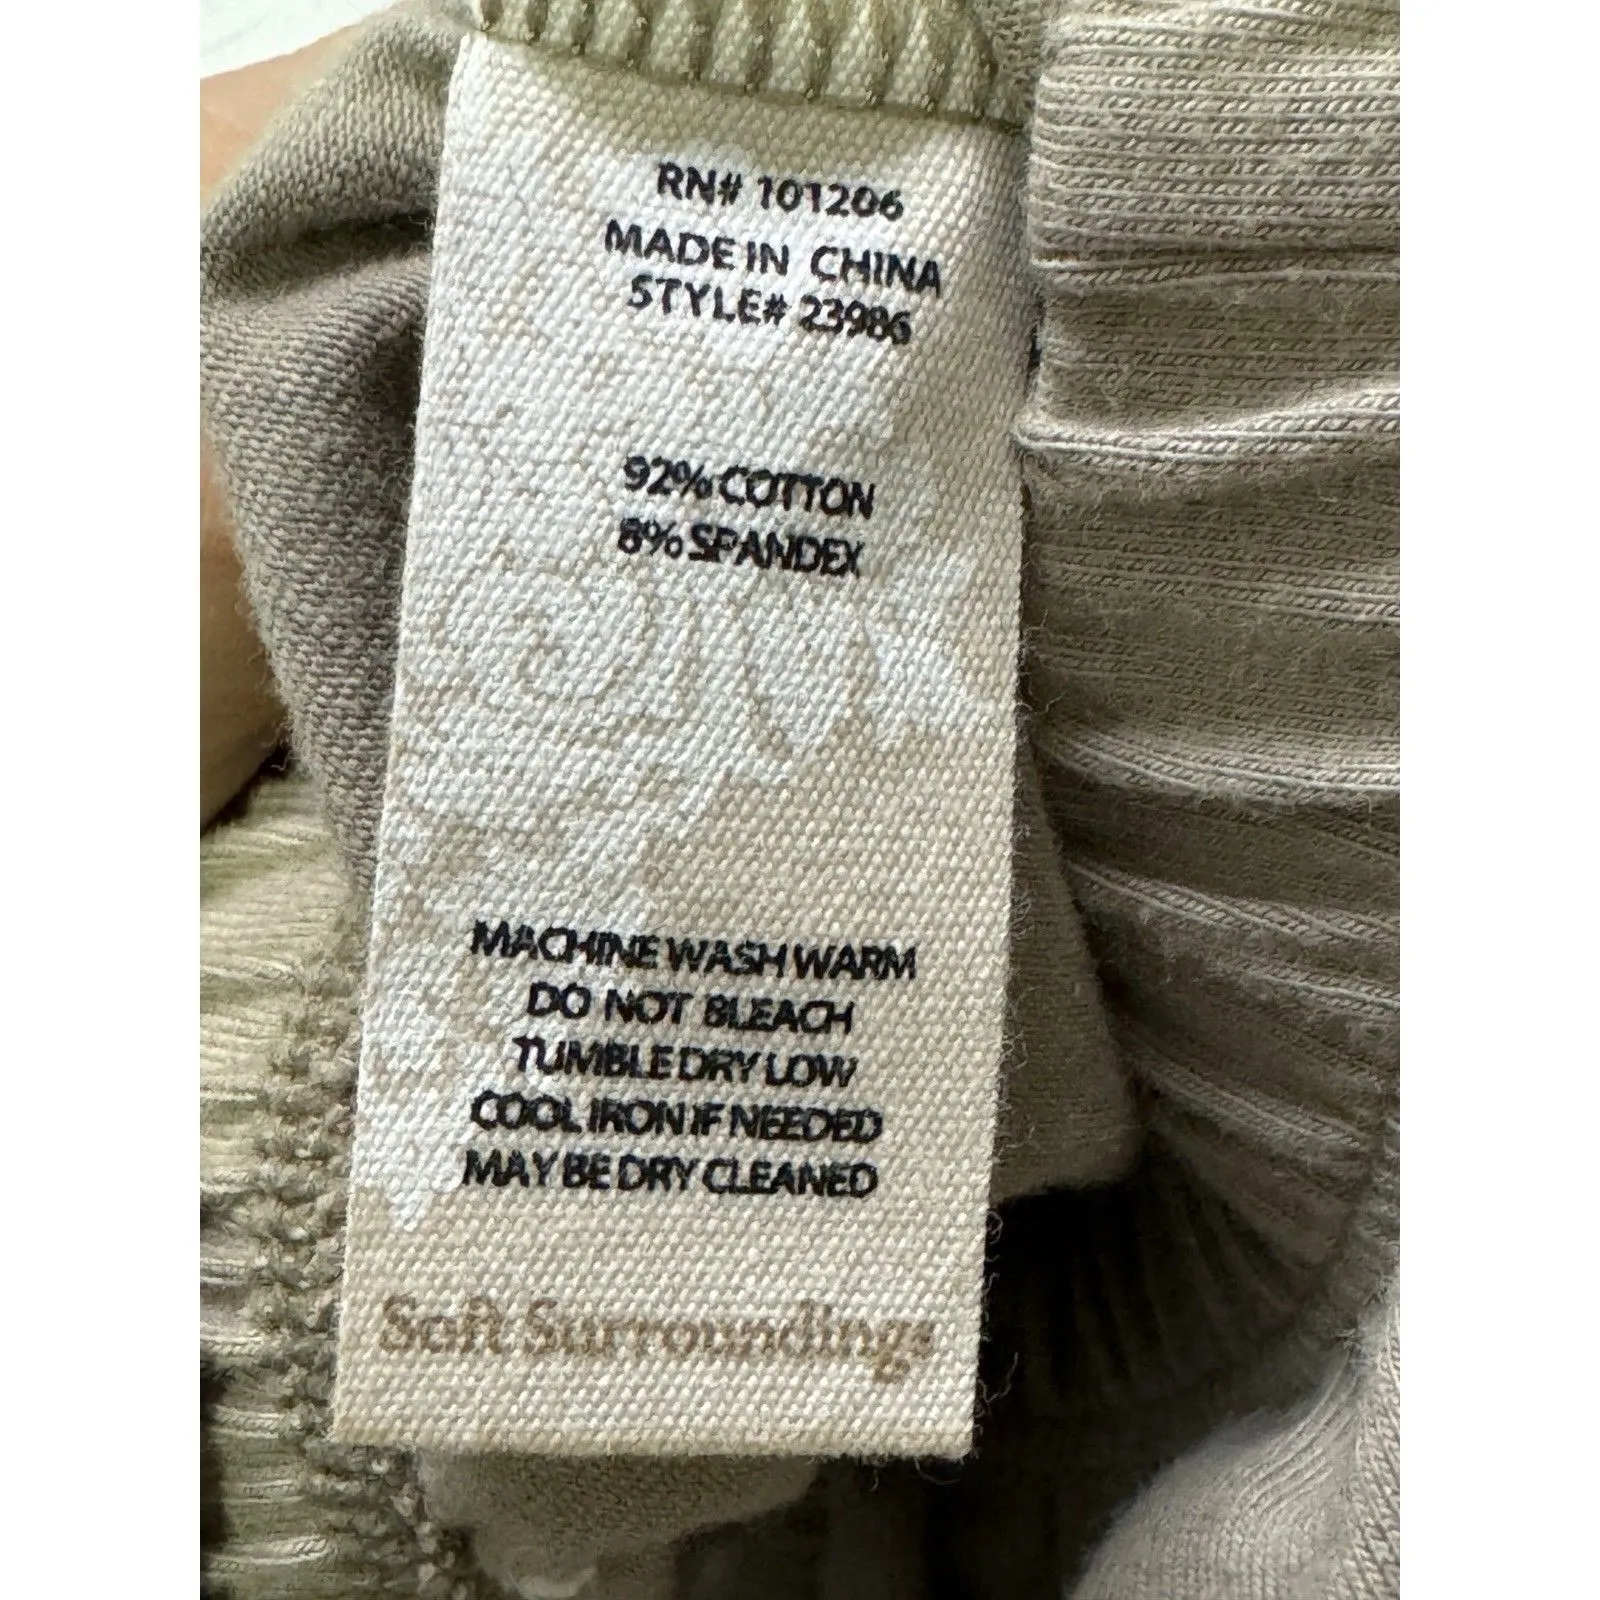 RN# 101206
MADE IN CHINA
STYLE# 23986
92% COTTON
8% SPANDEX
MACHINE WASH WARM
DO NOT BLEACH
TUMBLE DRY LOW
COOL IRON IF NEEDED
MAY BE DRY CLEANED
Soft Surroundings